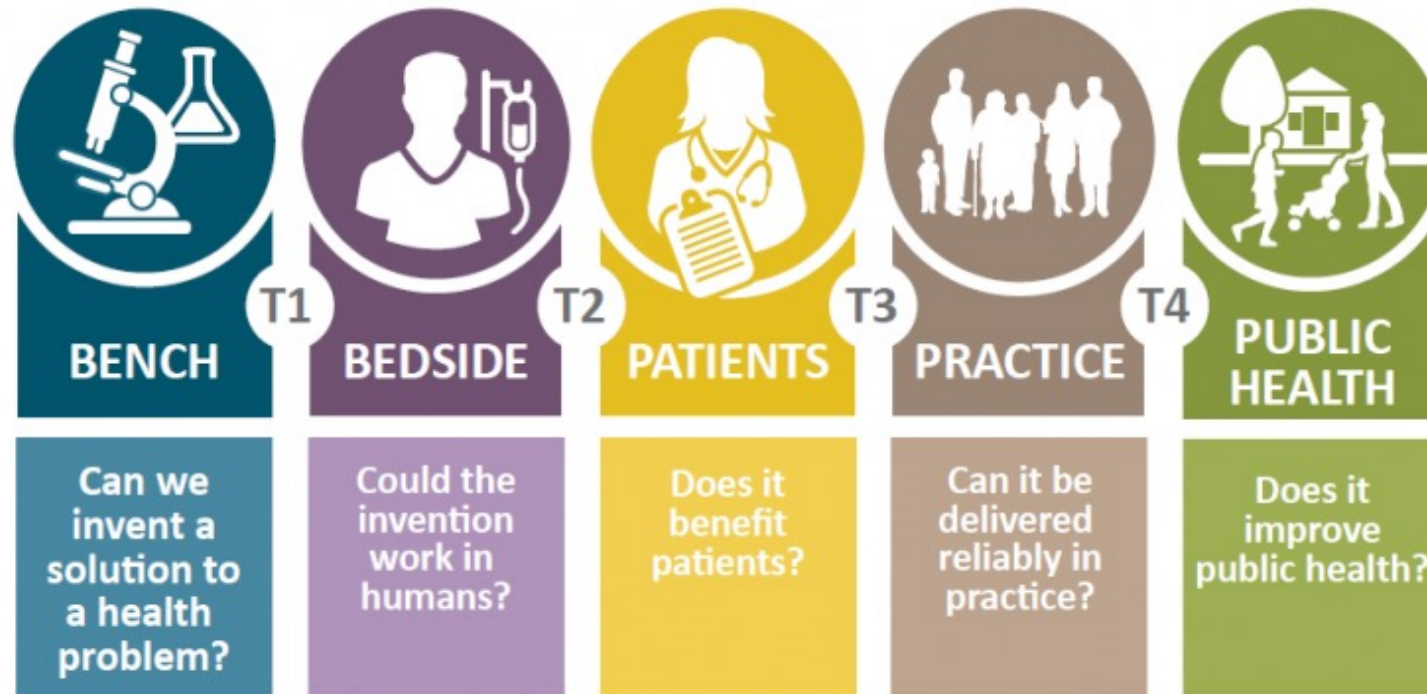 T1
T2
T3
T4
BENCH
BEDSIDE
PATIENTS
PRACTICE
PUBLIC
HEALTH
Can we
invent a
solution to
a health
problem?
Could the
invention
work in
humans?
Does it
benefit
patients?
Can it be
delivered
reliably in
practice?
Does it
improve
public health?